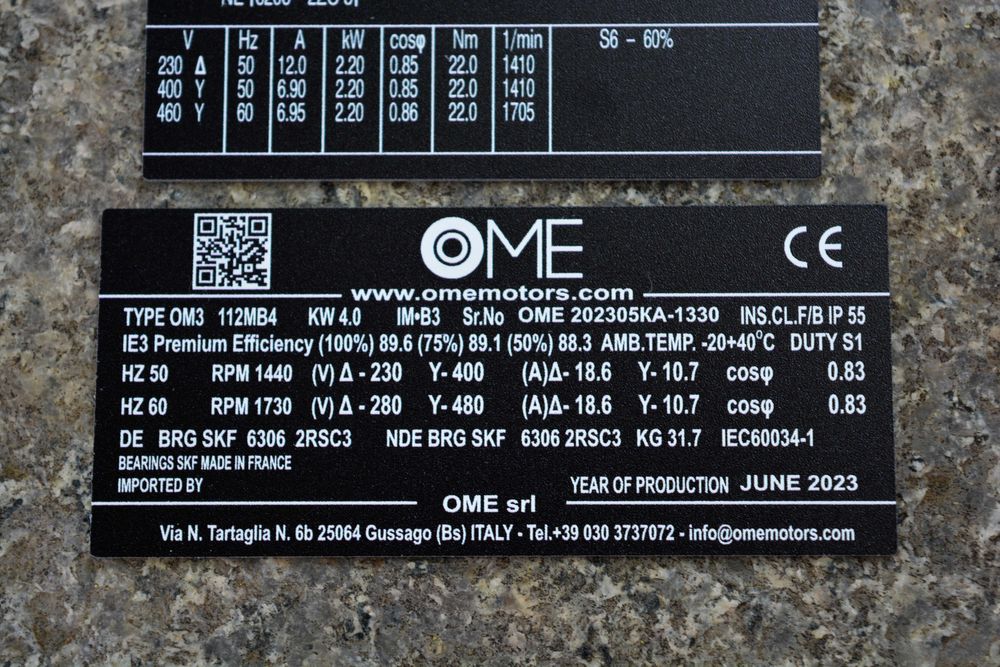 V Hz A kW cosφ Nm 1/min S6 - 60%
230 Δ 50 12.0 2.20 0.85 22.0 1410
400 Y 50 6.90 2.20 0.85 22.0 1410
460 Y 60 6.95 2.20 0.86 22.0 1705
OME CE
www.omemotors.com
TYPE OM3 112MB4 KW 4.0 IM•B3 Sr.No OME 202305KA-1330 INS.CL.F/B IP 55
IE3 Premium Efficiency (100%) 89.6 (75%) 89.1 (50%) 88.3 AMB.TEMP. -20+40°C DUTY S1
HZ 50 RPM 1440 (V) Δ - 230 Y- 400 (A)Δ- 18.6 Y- 10.7 cosφ 0.83
HZ 60 RPM 1730 (V) Δ - 280 Y- 480 (A)Δ- 18.6 Y- 10.7 cosφ 0.83
DE BRG SKF 6306 2RSC3 NDE BRG SKF 6306 2RSC3 KG 31.7 IEC60034-1
BEARINGS SKF MADE IN FRANCE
IMPORTED BY YEAR OF PRODUCTION JUNE 2023
OME srl
Via N. Tartaglia N. 6b 25064 Gussago (Bs) ITALY - Tel.+39 030 3737072 - info@omemotors.com